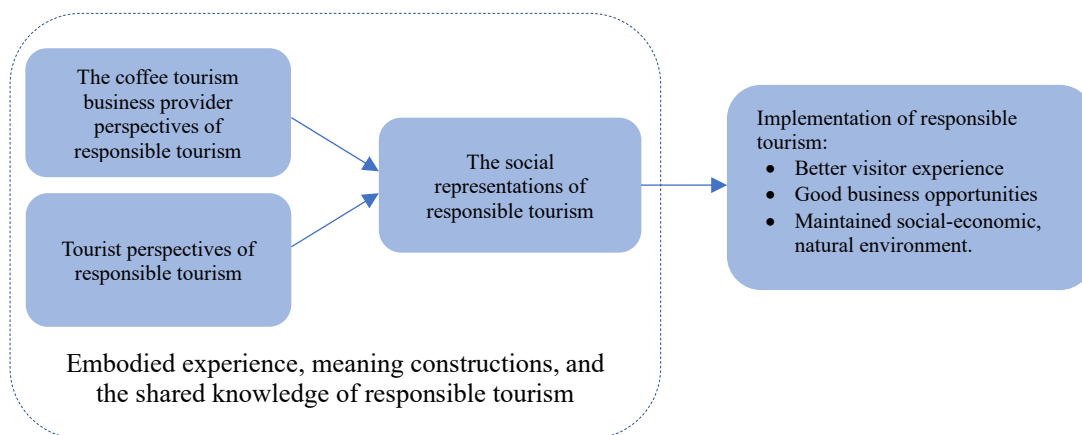 The coffee tourism
business provider
perspectives of
responsible tourism
Tourist perspectives of
responsible tourism
The social
representations of
responsible tourism
Embodied experience, meaning constructions, and
the shared knowledge of responsible tourism
Implementation of responsible
tourism:
• Better visitor experience
• Good business opportunities
• Maintained social-economic,
natural environment.